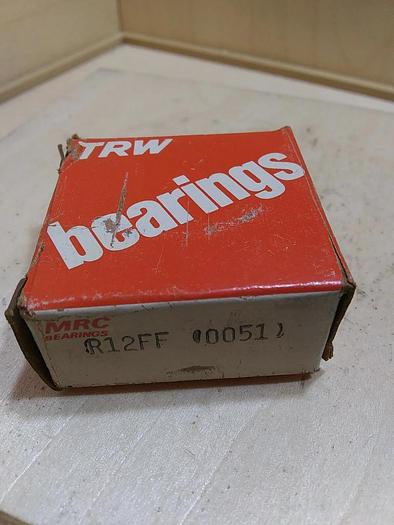 TRW
bearings
MRC
BEARINGS
R12FF (0051)